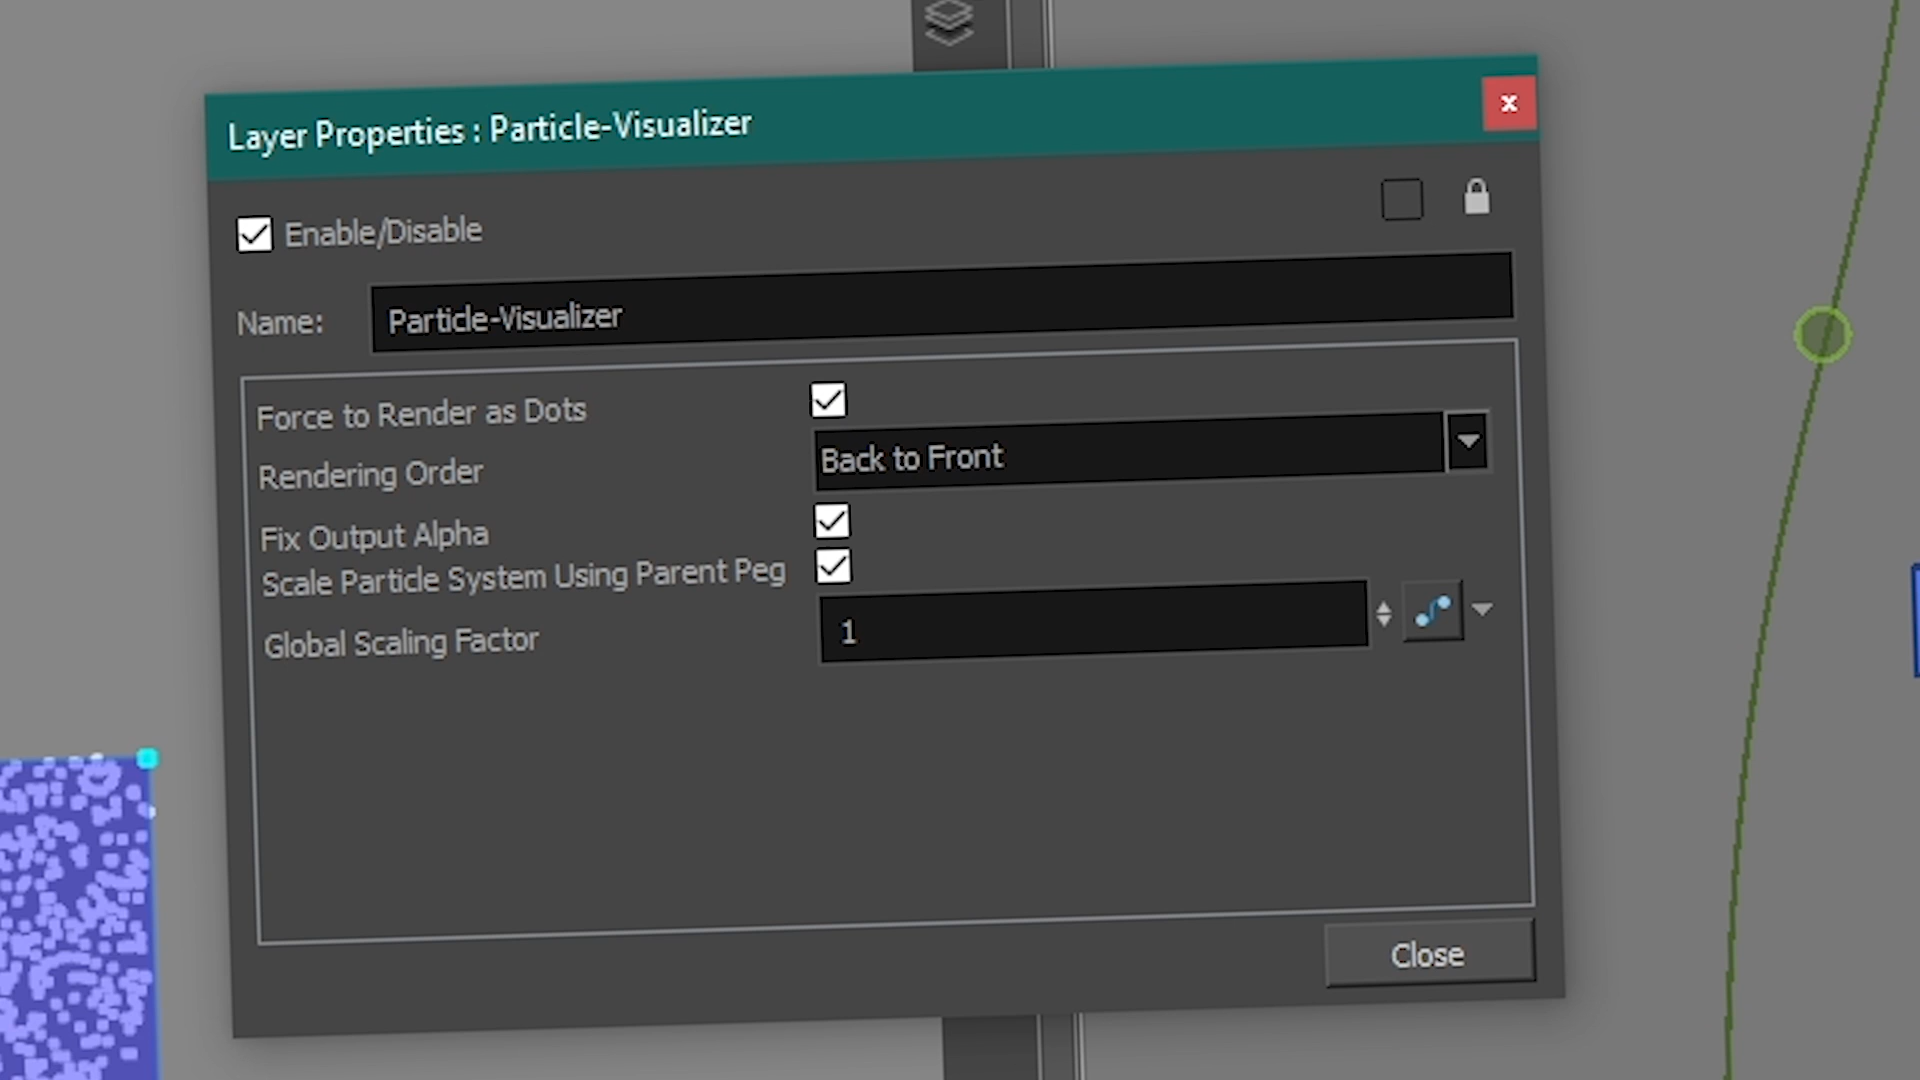 Layer Properties : Particle-Visualizer
x
Enable/Disable
Name: Particle-Visualizer
Force to Render as Dots
Rendering Order Back to Front
Fix Output Alpha
Scale Particle System Using Parent Peg
Global Scaling Factor 1
Close